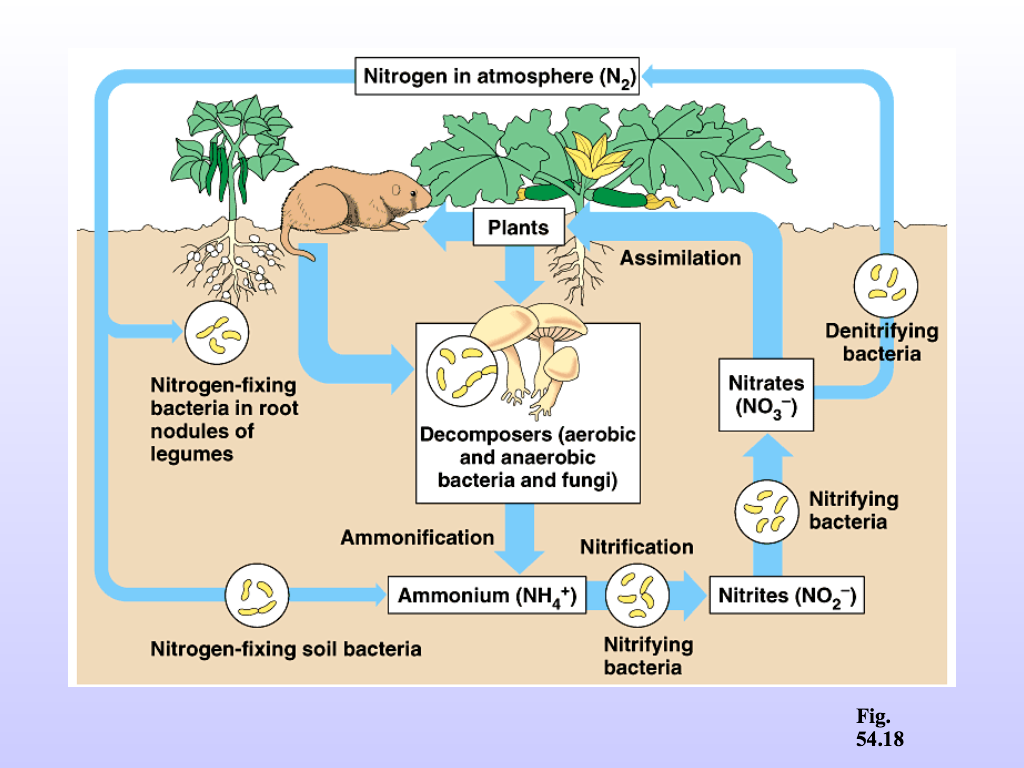 Nitrogen in atmosphere (N₂)
Plants
Assimilation
Denitrifying
bacteria
Nitrogen-fixing
bacteria in root
nodules of
legumes
Nitrates
(NO₃⁻)
Decomposers (aerobic
and anaerobic
bacteria and fungi)
Nitrifying
bacteria
Ammonification
Nitrification
Ammonium (NH₄⁺)
Nitrites (NO₂⁻)
Nitrogen-fixing soil bacteria
Nitrifying
bacteria
Fig.
54.18